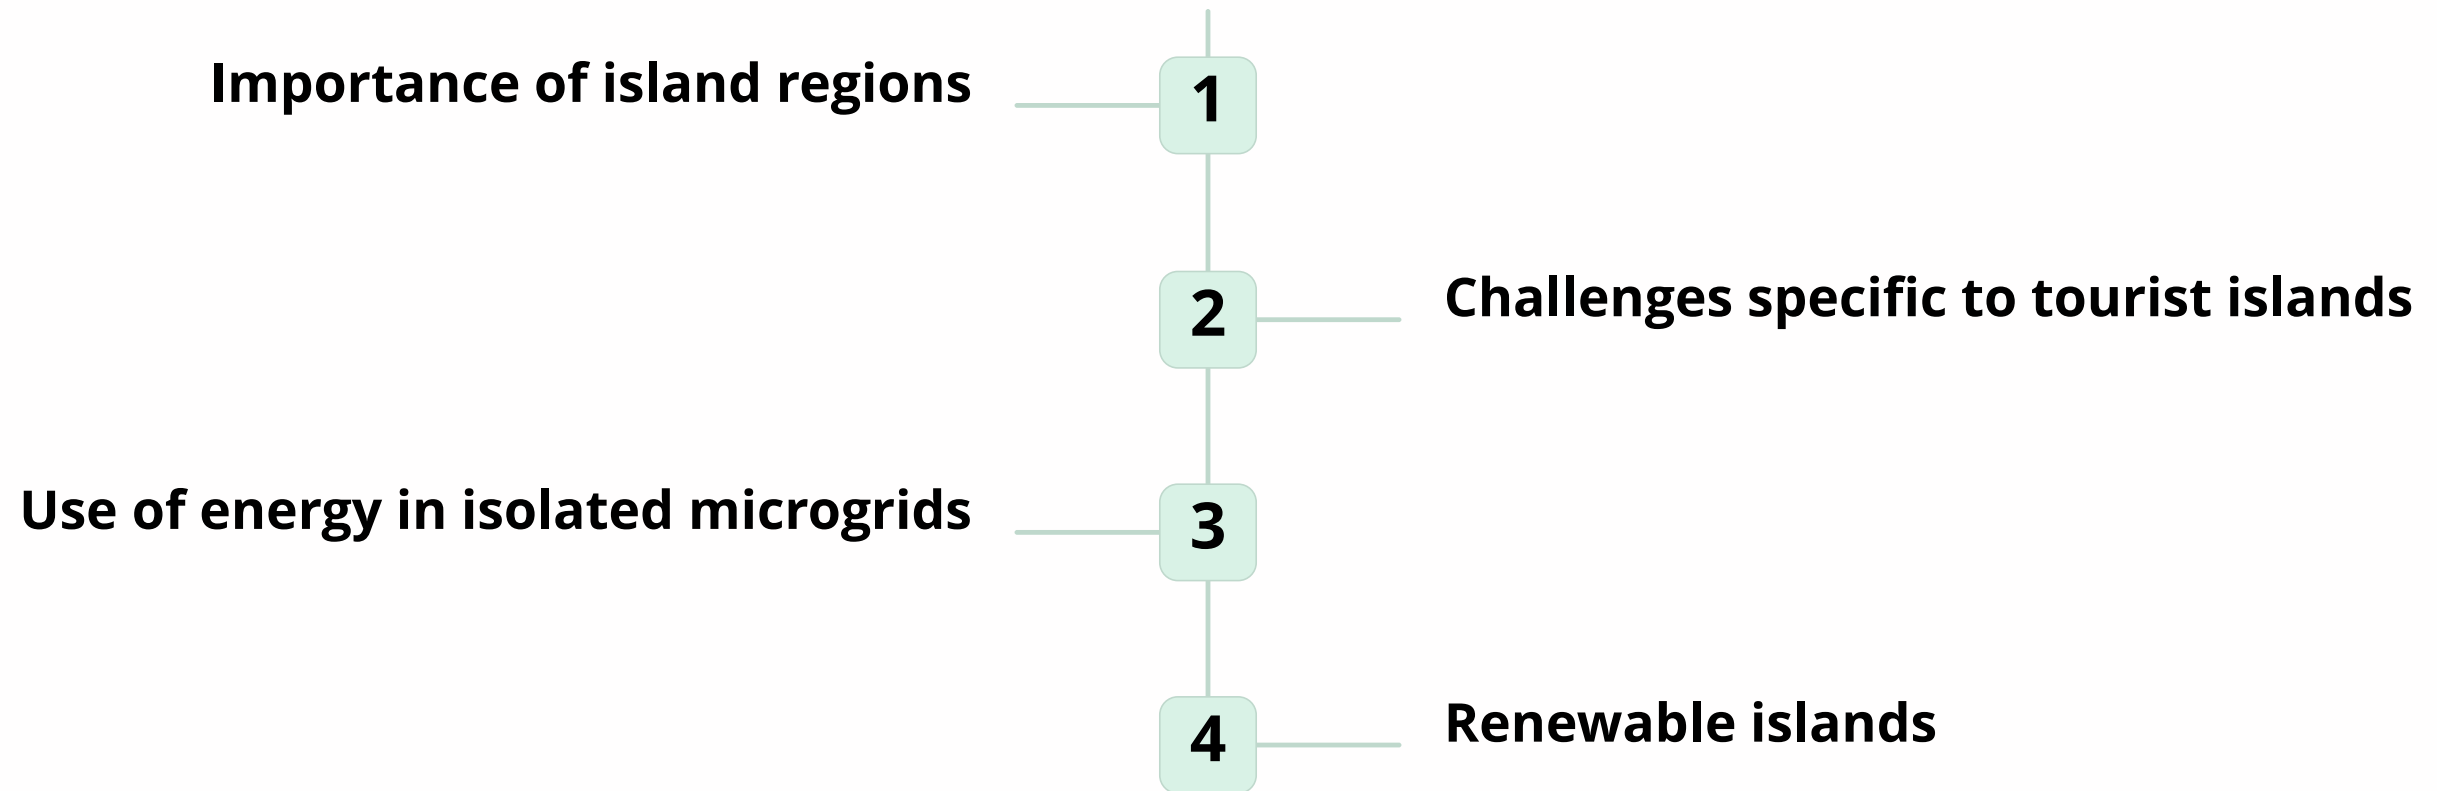 Importance of island regions
1
2
Challenges specific to tourist islands
Use of energy in isolated microgrids
3
4
Renewable islands